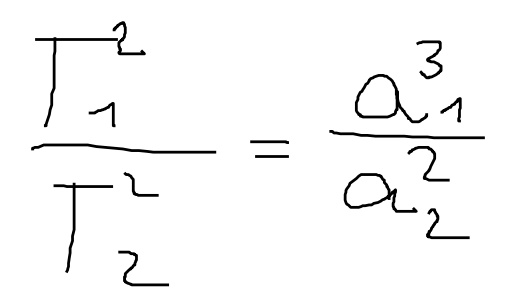 T₁² / T₂² = a₁³ / a₂²